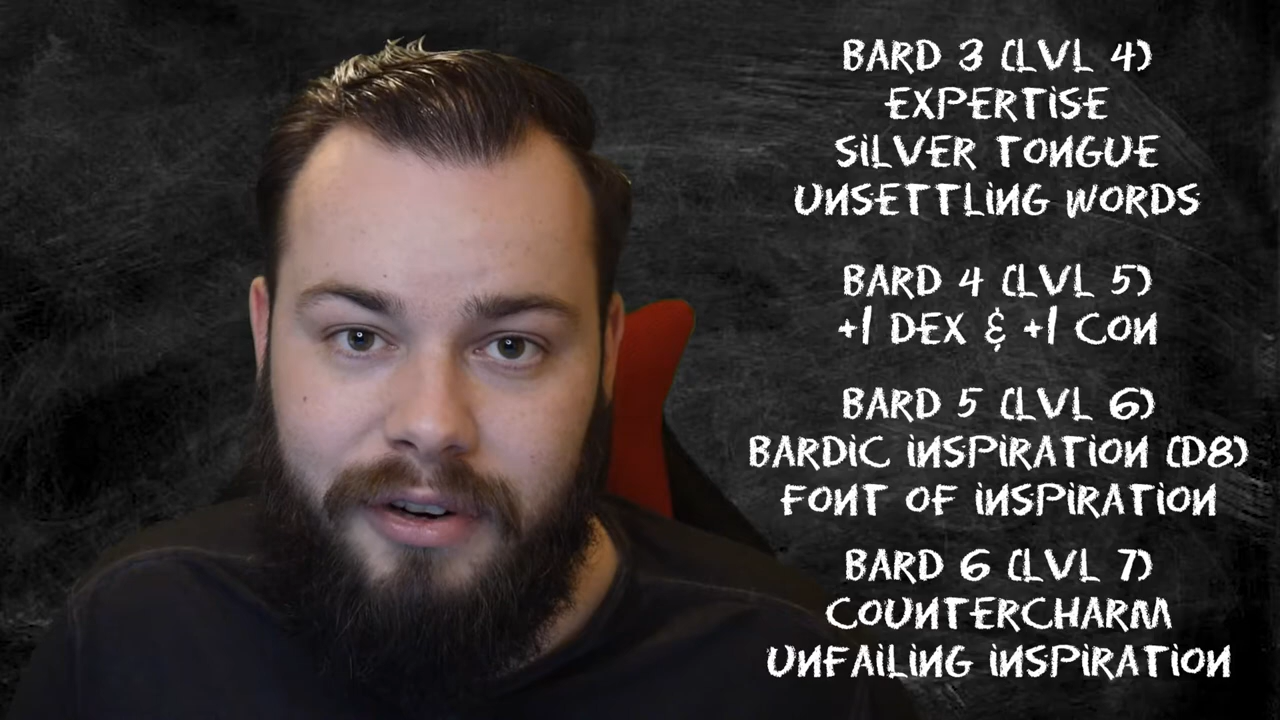 BARD 3 (LVL 4)
EXPERTISE
SILVER TONGUE
UNSETTLING WORDS
BARD 4 (LVL 5)
+1 DEX & +1 CON
BARD 5 (LVL 6)
BARDIC INSPIRATION (D8)
FONT OF INSPIRATION
BARD 6 (LVL 7)
COUNTERCHARM
UNFAILING INSPIRATION